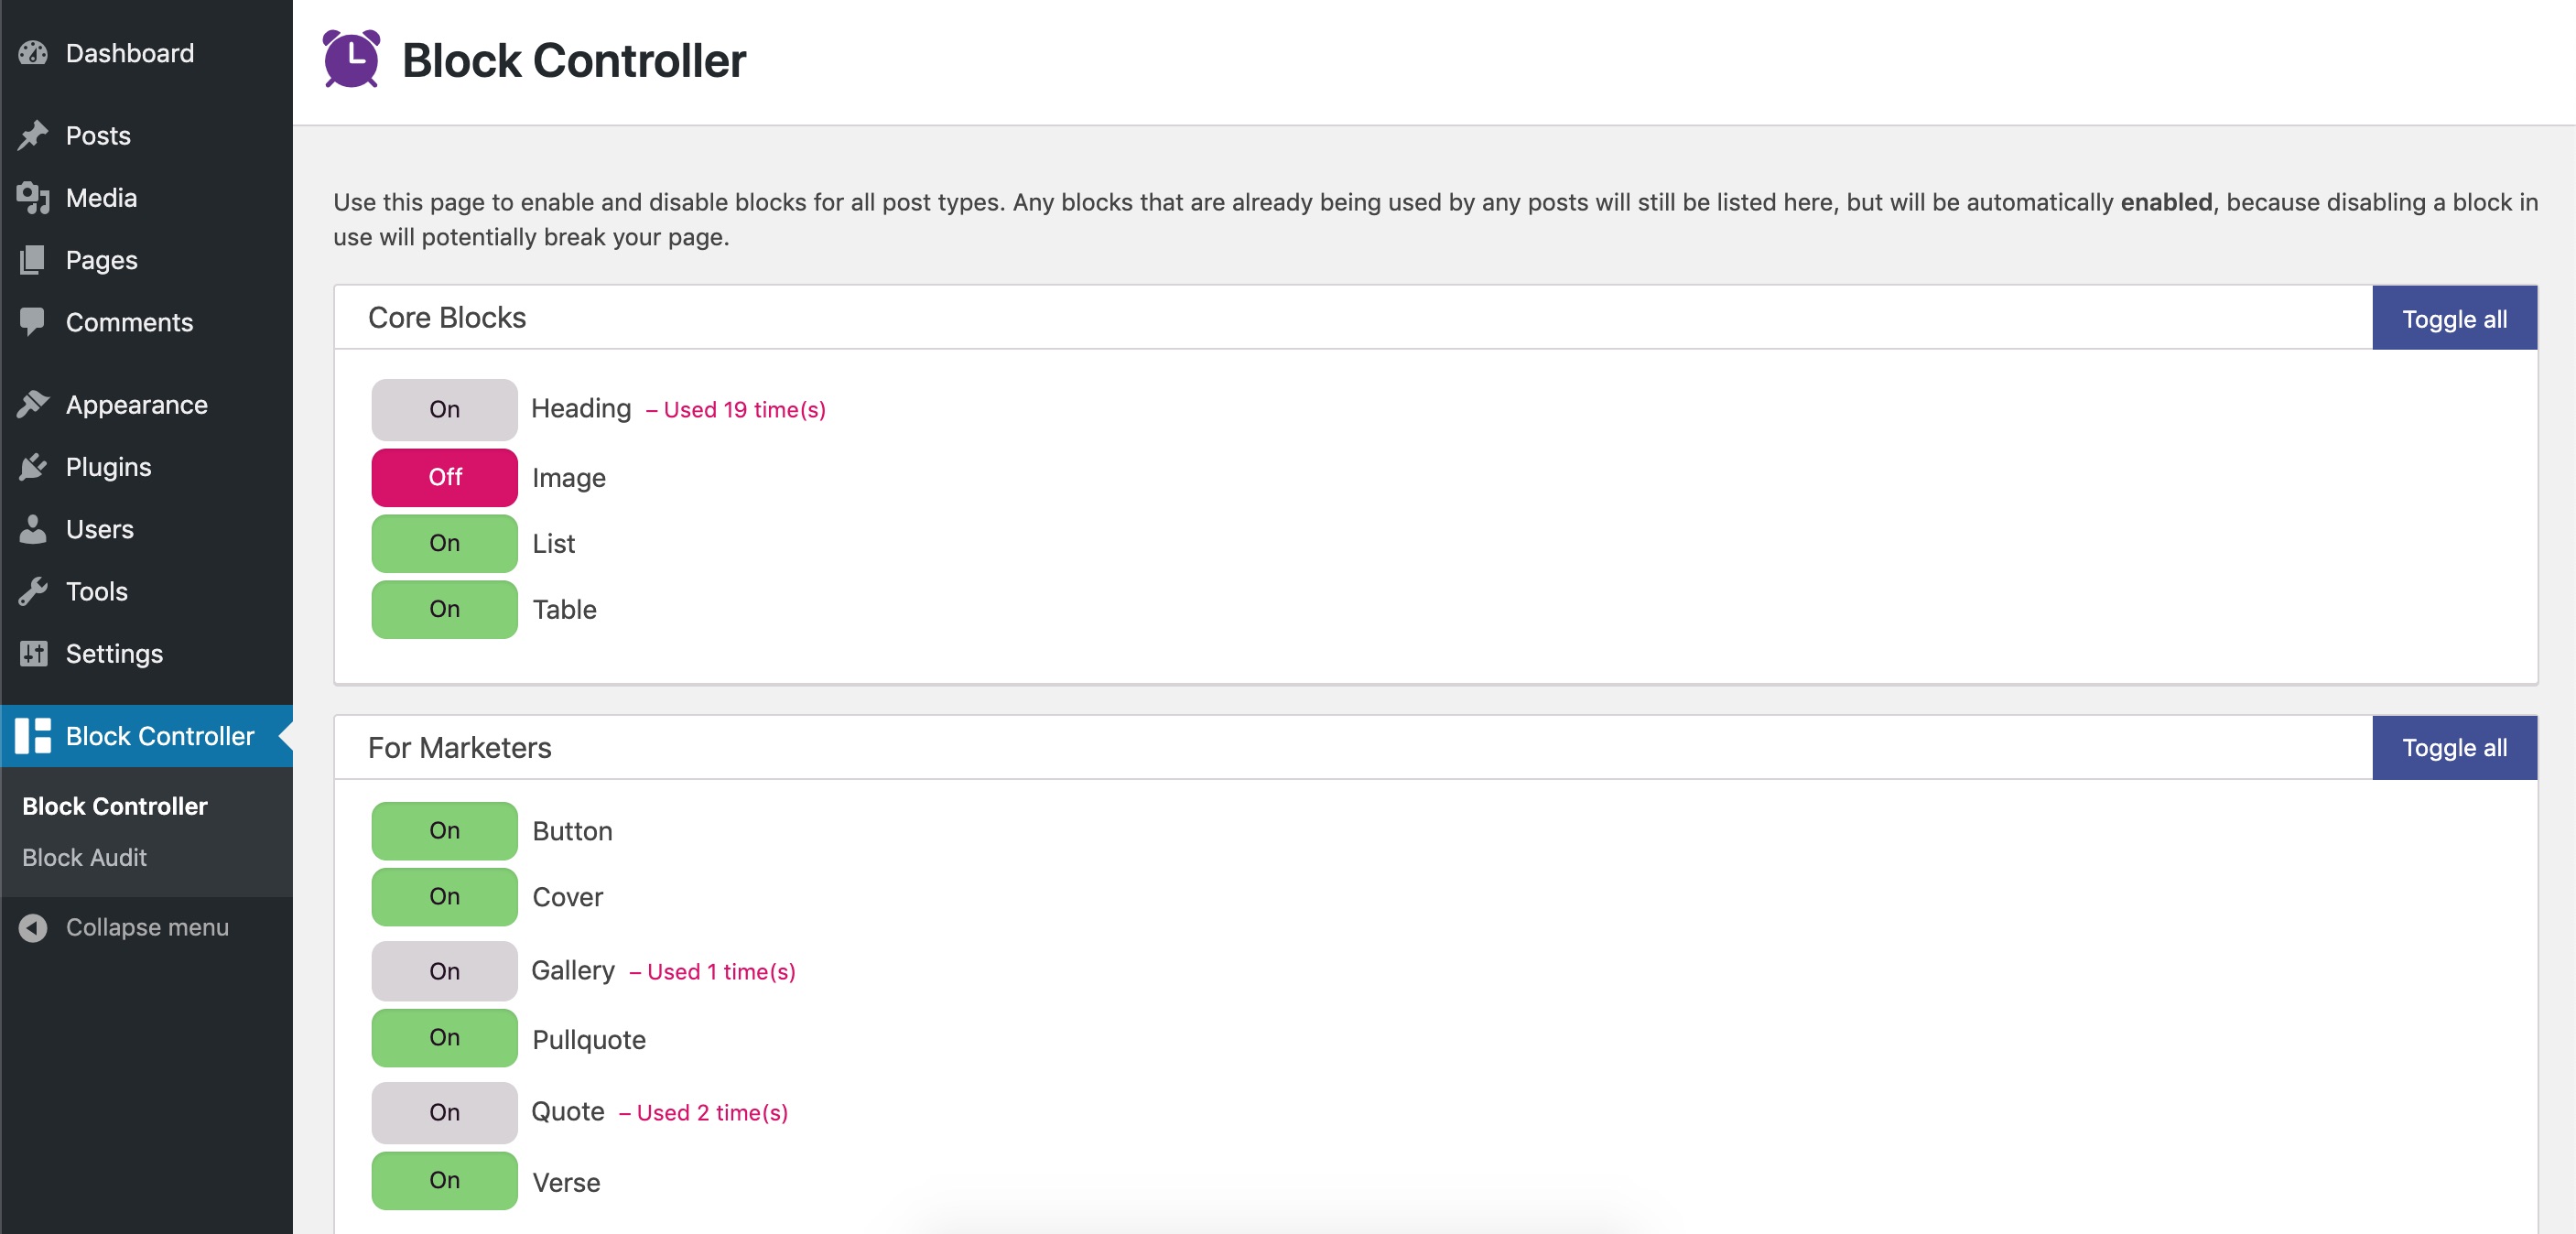 Dashboard
Posts
Media
Pages
Comments
Appearance
Plugins
Users
Tools
Settings
Block Controller
Block Controller
Block Audit
Collapse menu
Block Controller
Use this page to enable and disable blocks for all post types. Any blocks that are already being used by any posts will still be listed here, but will be automatically enabled, because disabling a block in
use will potentially break your page.
Core Blocks Toggle all
On Heading – Used 19 time(s)
Off Image
On List
On Table
For Marketers Toggle all
On Button
On Cover
On Gallery – Used 1 time(s)
On Pullquote
On Quote – Used 2 time(s)
On Verse